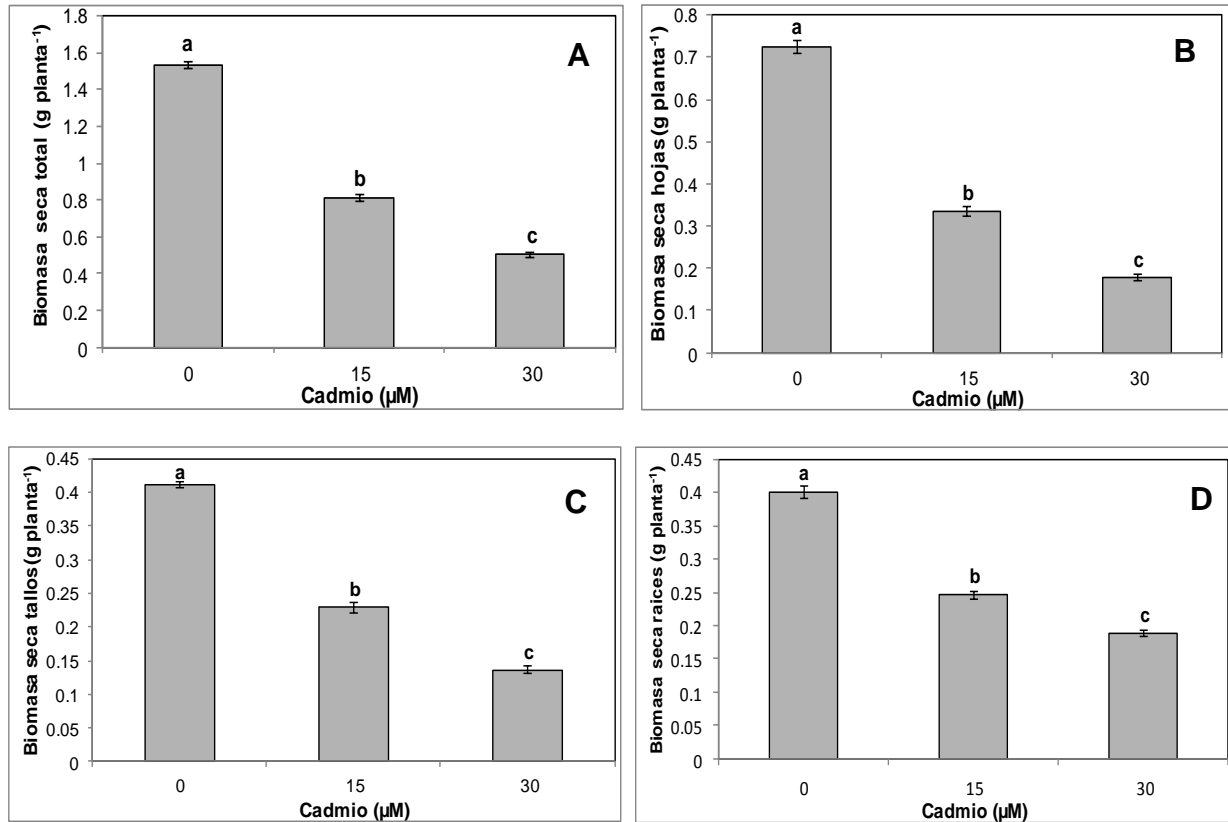 Biomasa seca total (g planta⁻¹)
1.8
1.6
1.4
1.2
1
0.8
0.6
0.4
0.2
0
a
b
c
A
0 15 30
Cadmio (µM)
Biomasa seca hojas (g planta⁻¹)
0.8
0.7
0.6
0.5
0.4
0.3
0.2
0.1
0
a
b
c
B
0 15 30
Cadmio (µM)
Biomasa seca tallos (g planta⁻¹)
0.45
0.4
0.35
0.3
0.25
0.2
0.15
0.1
0.05
0
a
b
c
C
0 15 30
Cadmio (µM)
Biomasa seca raices (g planta⁻¹)
0.45
0.4
0.35
0.3
0.25
0.2
0.15
0.1
0.05
0
a
b
c
D
0 15 30
Cadmio (µM)